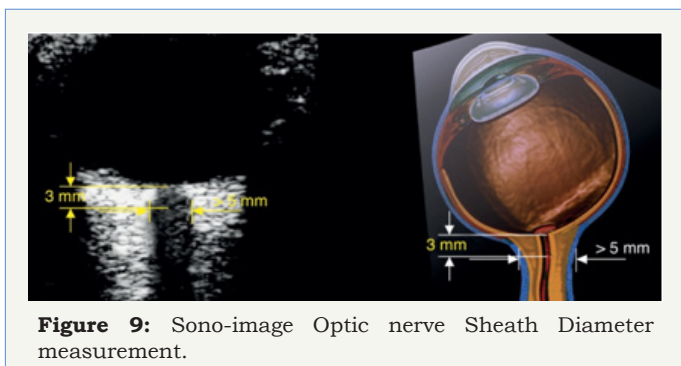 3 mm
> 5 mm
3 mm
> 5 mm
Figure 9: Sono-image Optic nerve Sheath Diameter
measurement.